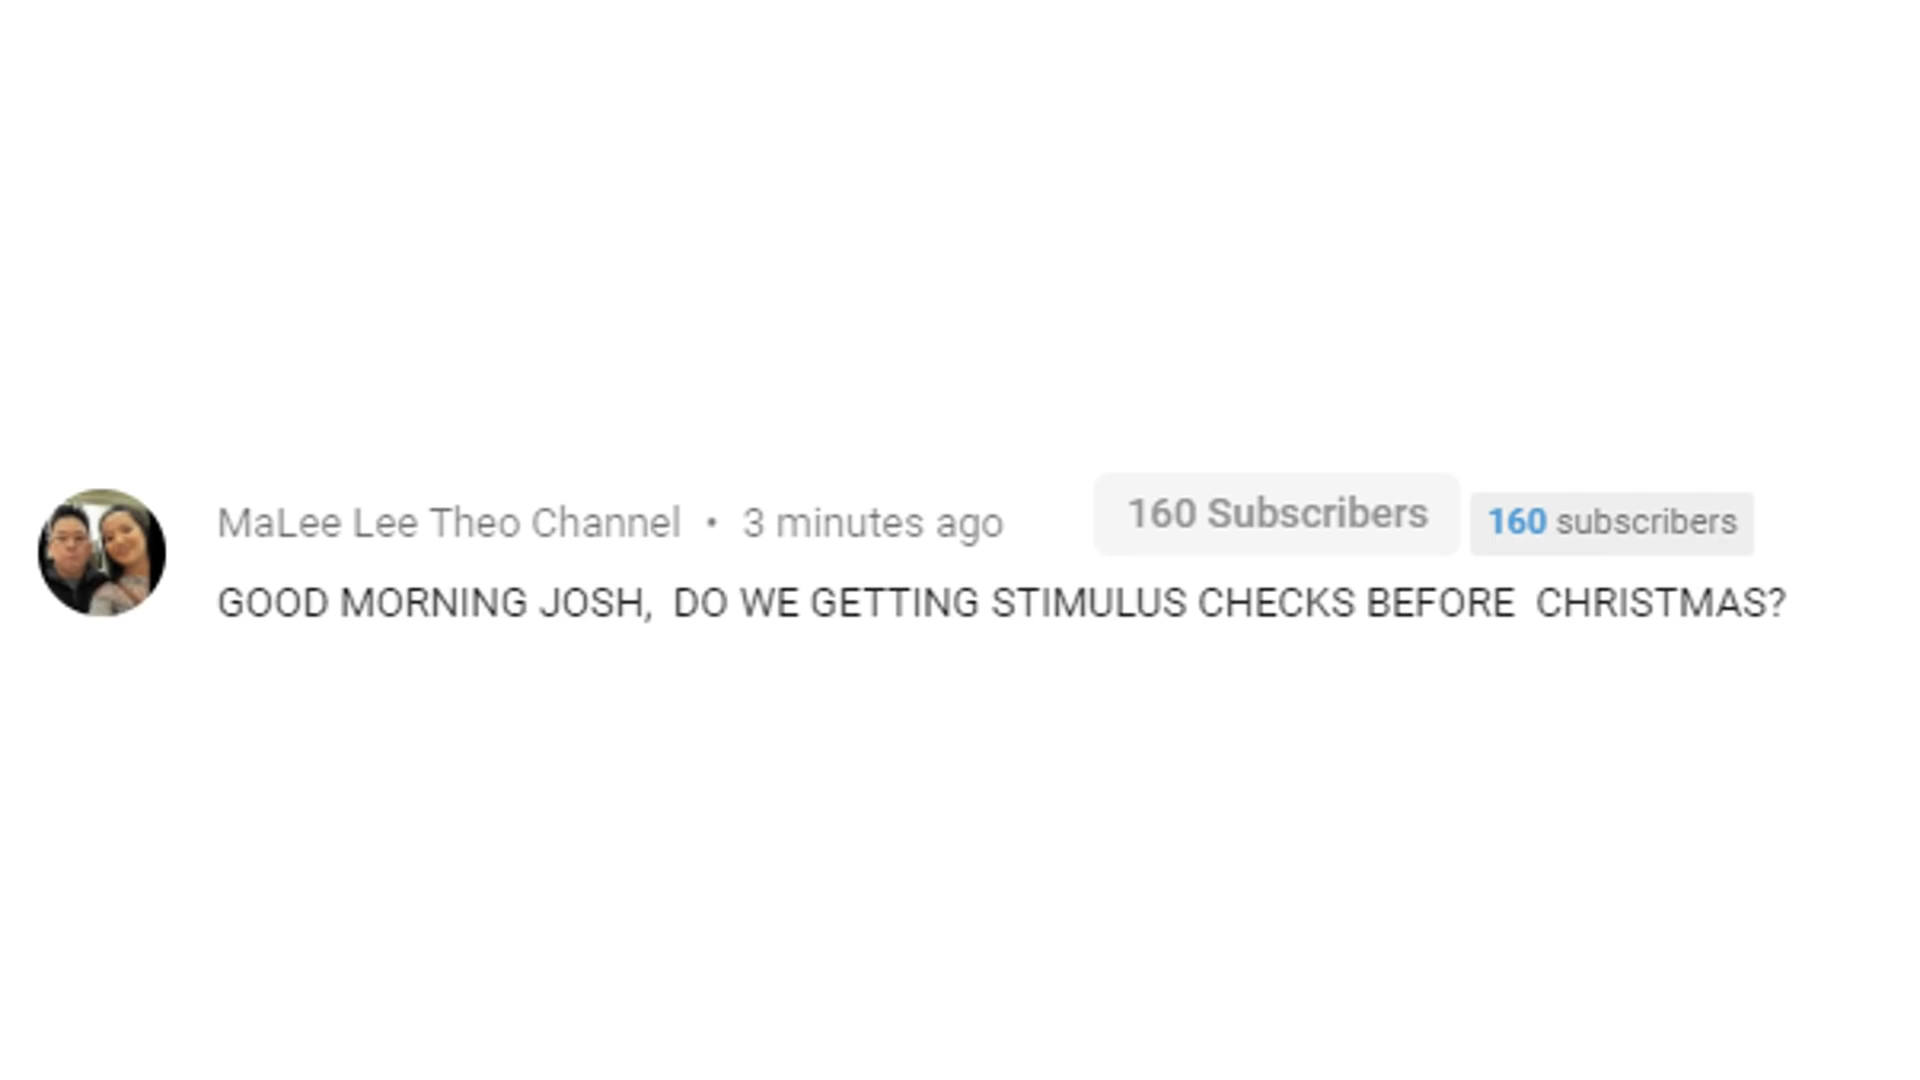 MaLee Lee Theo Channel • 3 minutes ago 160 Subscribers 160 subscribers
GOOD MORNING JOSH,  DO WE GETTING STIMULUS CHECKS BEFORE  CHRISTMAS?